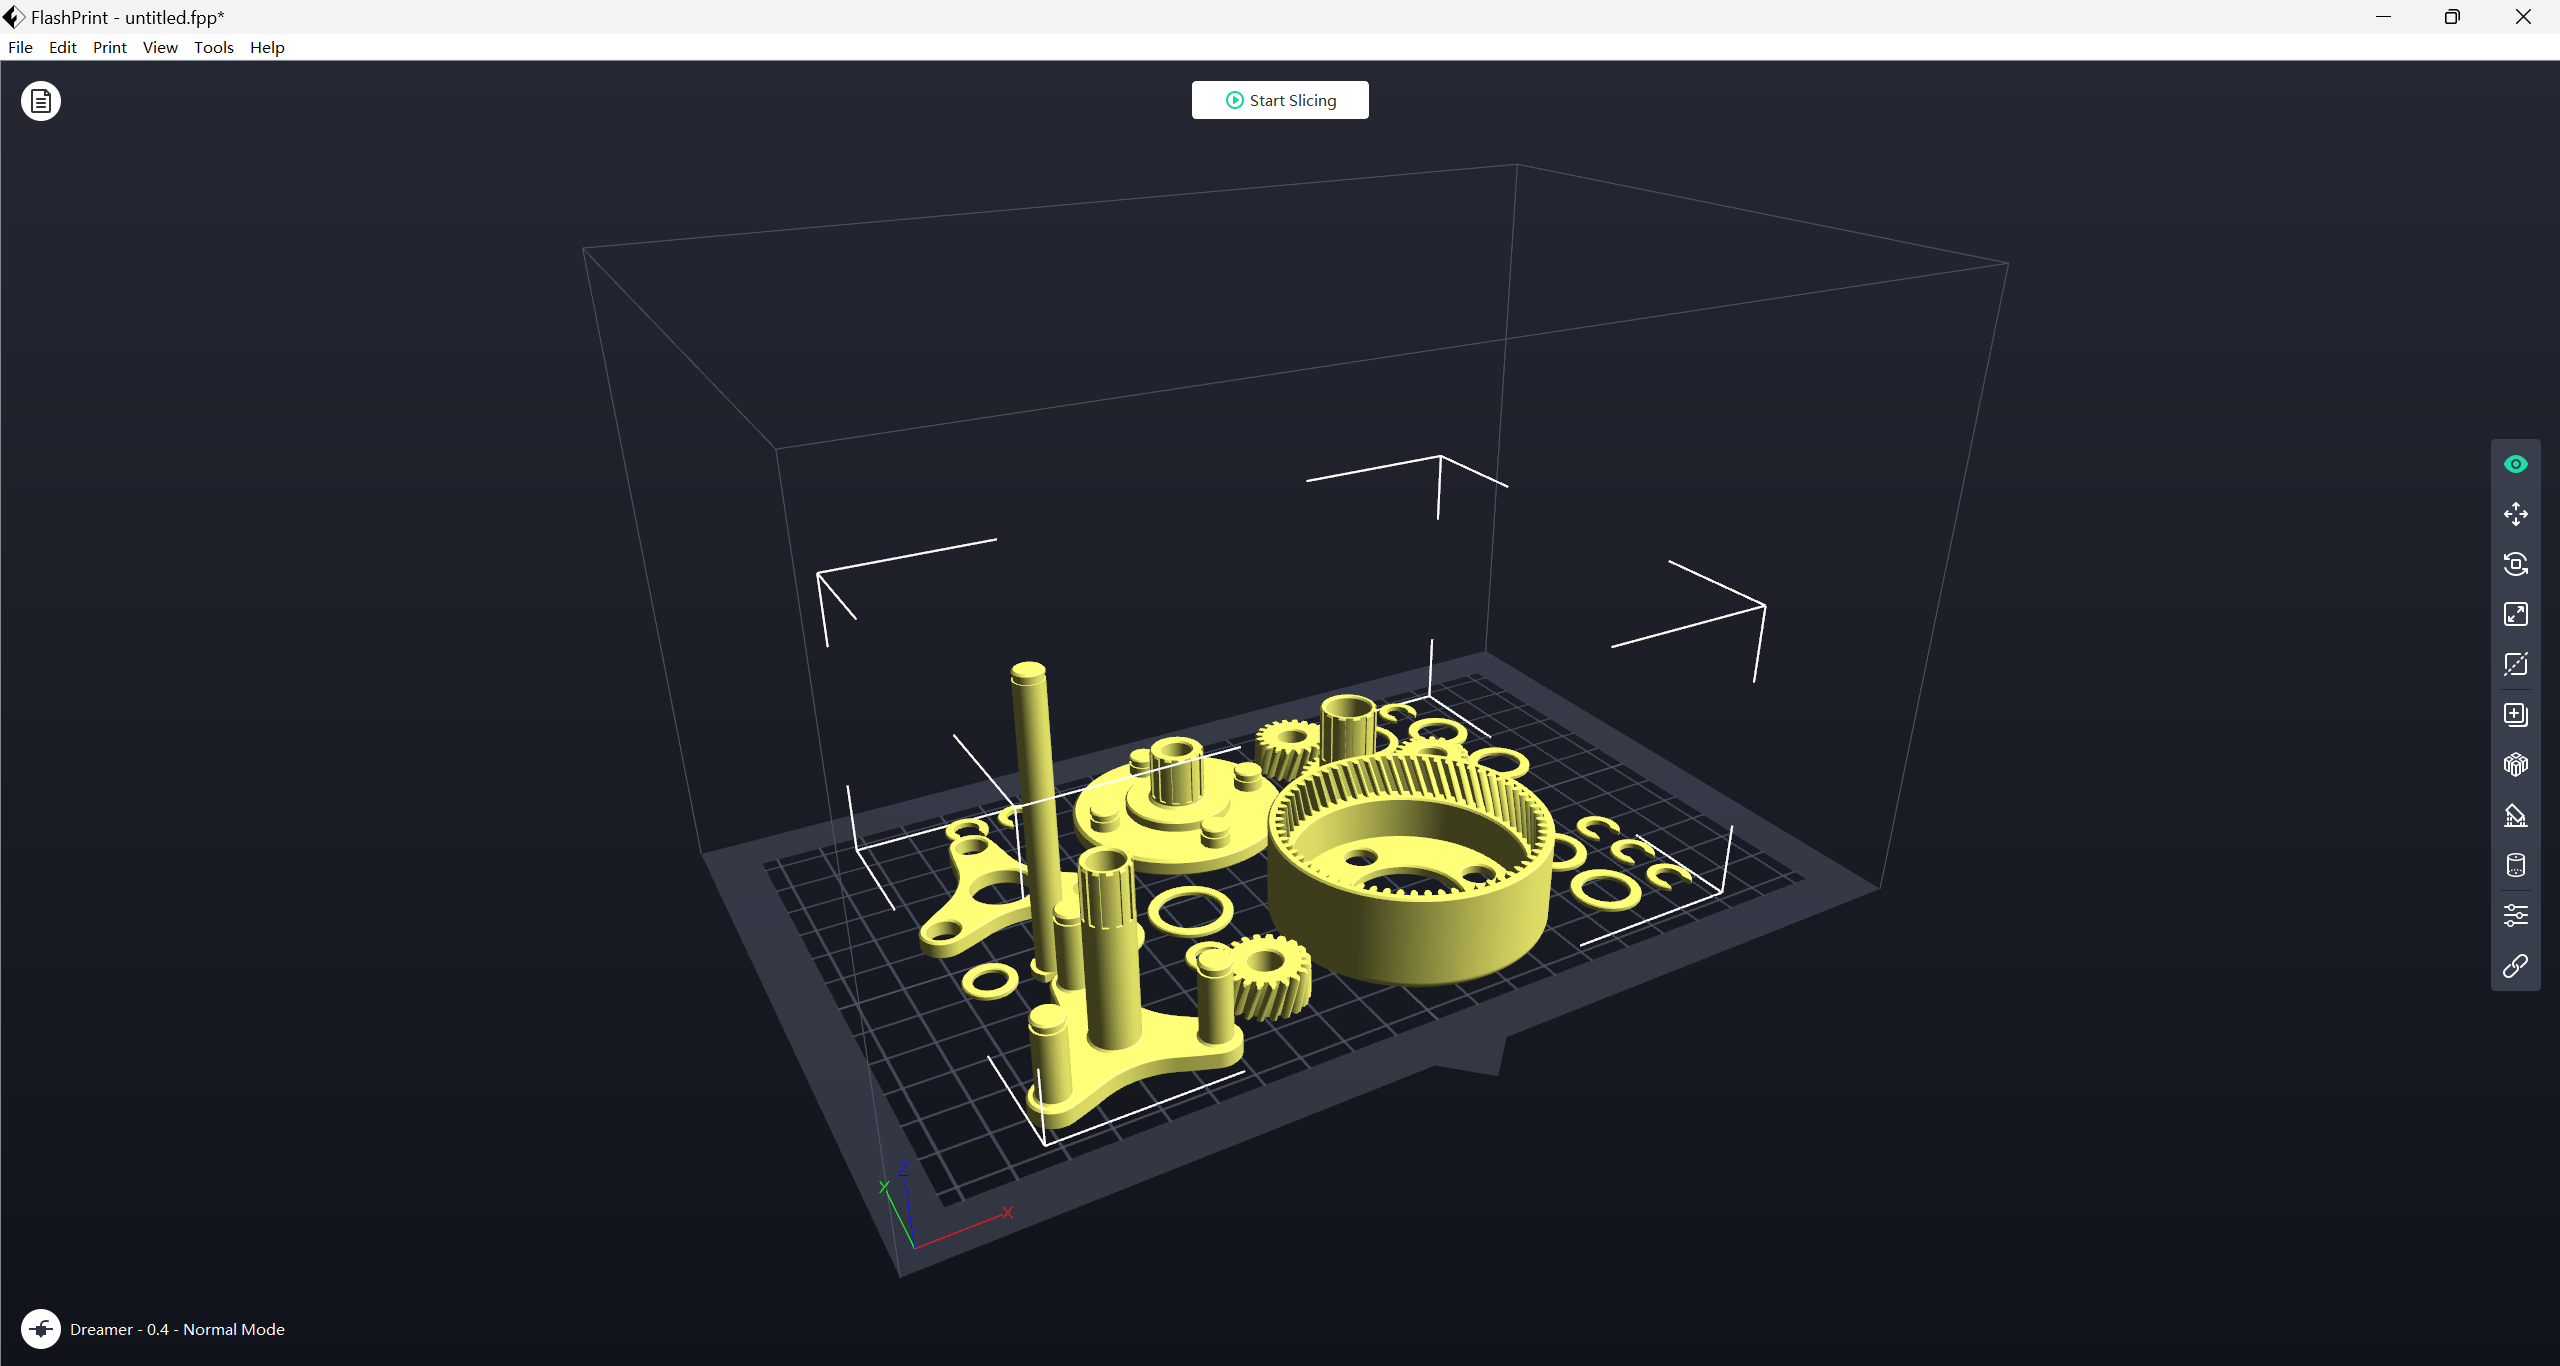 FlashPrint - untitled.fpp*
File Edit Print View Tools Help
Start Slicing
Z
Y
X
Dreamer - 0.4 - Normal Mode